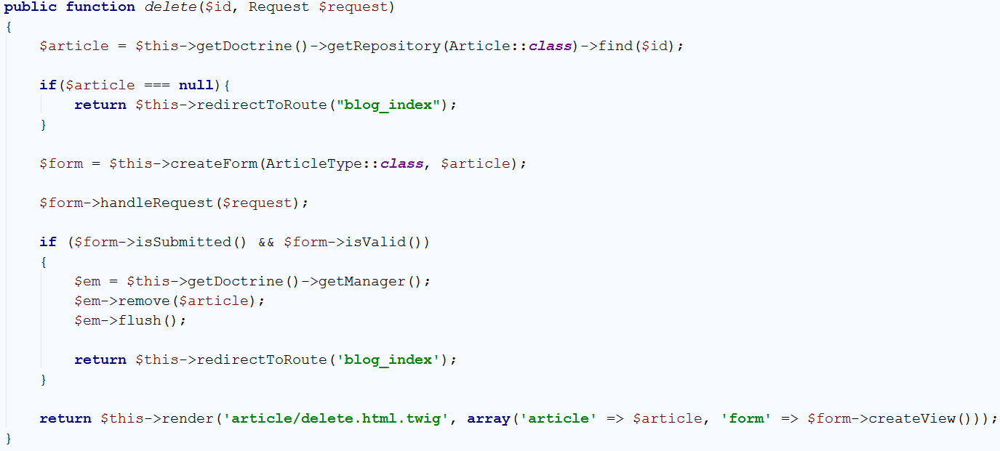 public function delete($id, Request $request)
{
    $article = $this->getDoctrine()->getRepository(Article::class)->find($id);
    if($article === null){
        return $this->redirectToRoute("blog_index");
    }
    $form = $this->createForm(ArticleType::class, $article);
    $form->handleRequest($request);
    if ($form->isSubmitted() && $form->isValid())
    {
        $em = $this->getDoctrine()->getManager();
        $em->remove($article);
        $em->flush();
        return $this->redirectToRoute('blog_index');
    }
    return $this->render('article/delete.html.twig', array('article' => $article, 'form' => $form->createView()));
}